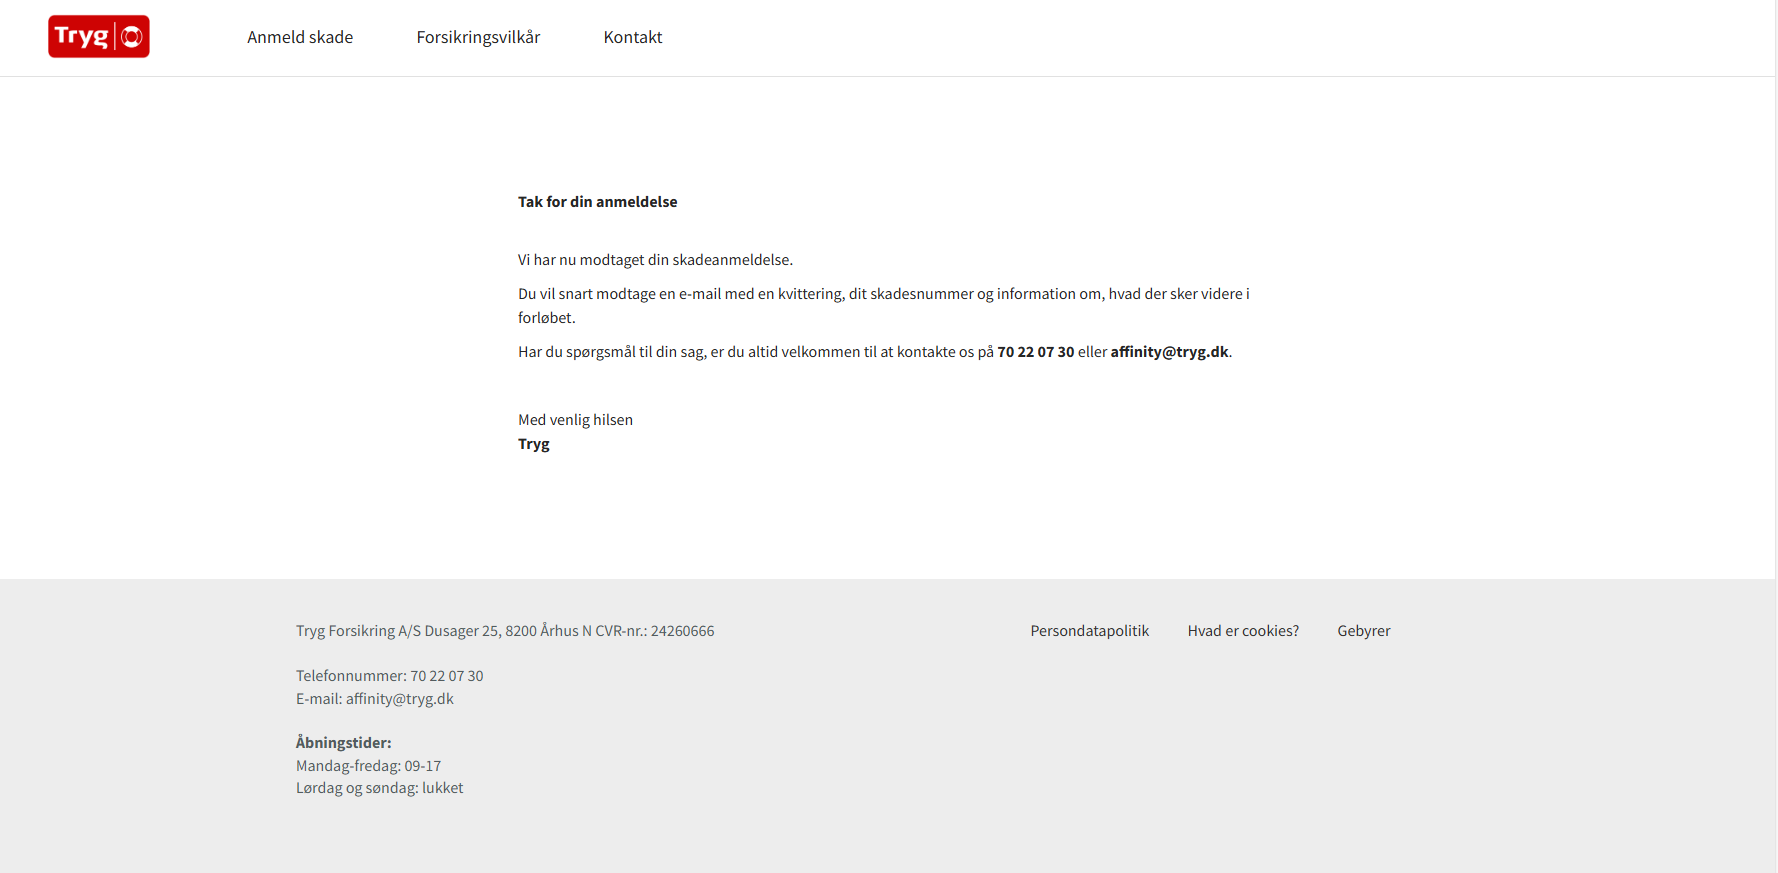 Tryg
Anmeld skade
Forsikringsvilkår
Kontakt
Tak for din anmeldelse
Vi har nu modtaget din skadeanmeldelse.
Du vil snart modtage en e-mail med en kvittering, dit skadesnummer og information om, hvad der sker videre i
forløbet.
Har du spørgsmål til din sag, er du altid velkommen til at kontakte os på 70 22 07 30 eller affinity@tryg.dk.
Med venlig hilsen
Tryg
Tryg Forsikring A/S Dusager 25, 8200 Århus N CVR-nr.: 24260666
Telefonnummer: 70 22 07 30
E-mail: affinity@tryg.dk
Åbningstider:
Mandag-fredag: 09-17
Lørdag og søndag: lukket
Persondatapolitik
Hvad er cookies?
Gebyrer